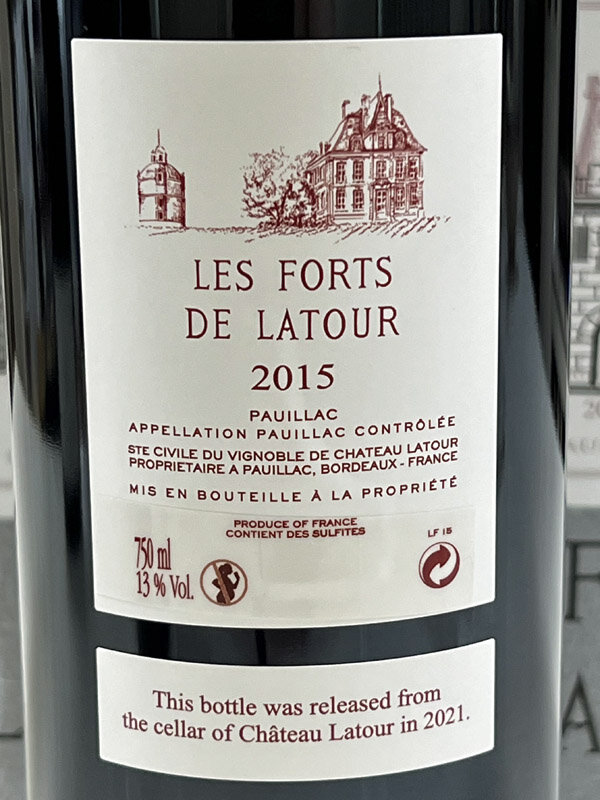 LES FORTS
DE LATOUR
2015
PAUILLAC
APPELLATION PAUILLAC CONTRÔLÉE
STE CIVILE DU VIGNOBLE DE CHATEAU LATOUR
PROPRIETAIRE A PAUILLAC, BORDEAUX - FRANCE
MIS EN BOUTEILLE À LA PROPRIÉTÉ
PRODUCE OF FRANCE
CONTIENT DES SULFITES
LF 15
750 ml
13 % Vol.
This bottle was released from
the cellar of Château Latour in 2021.